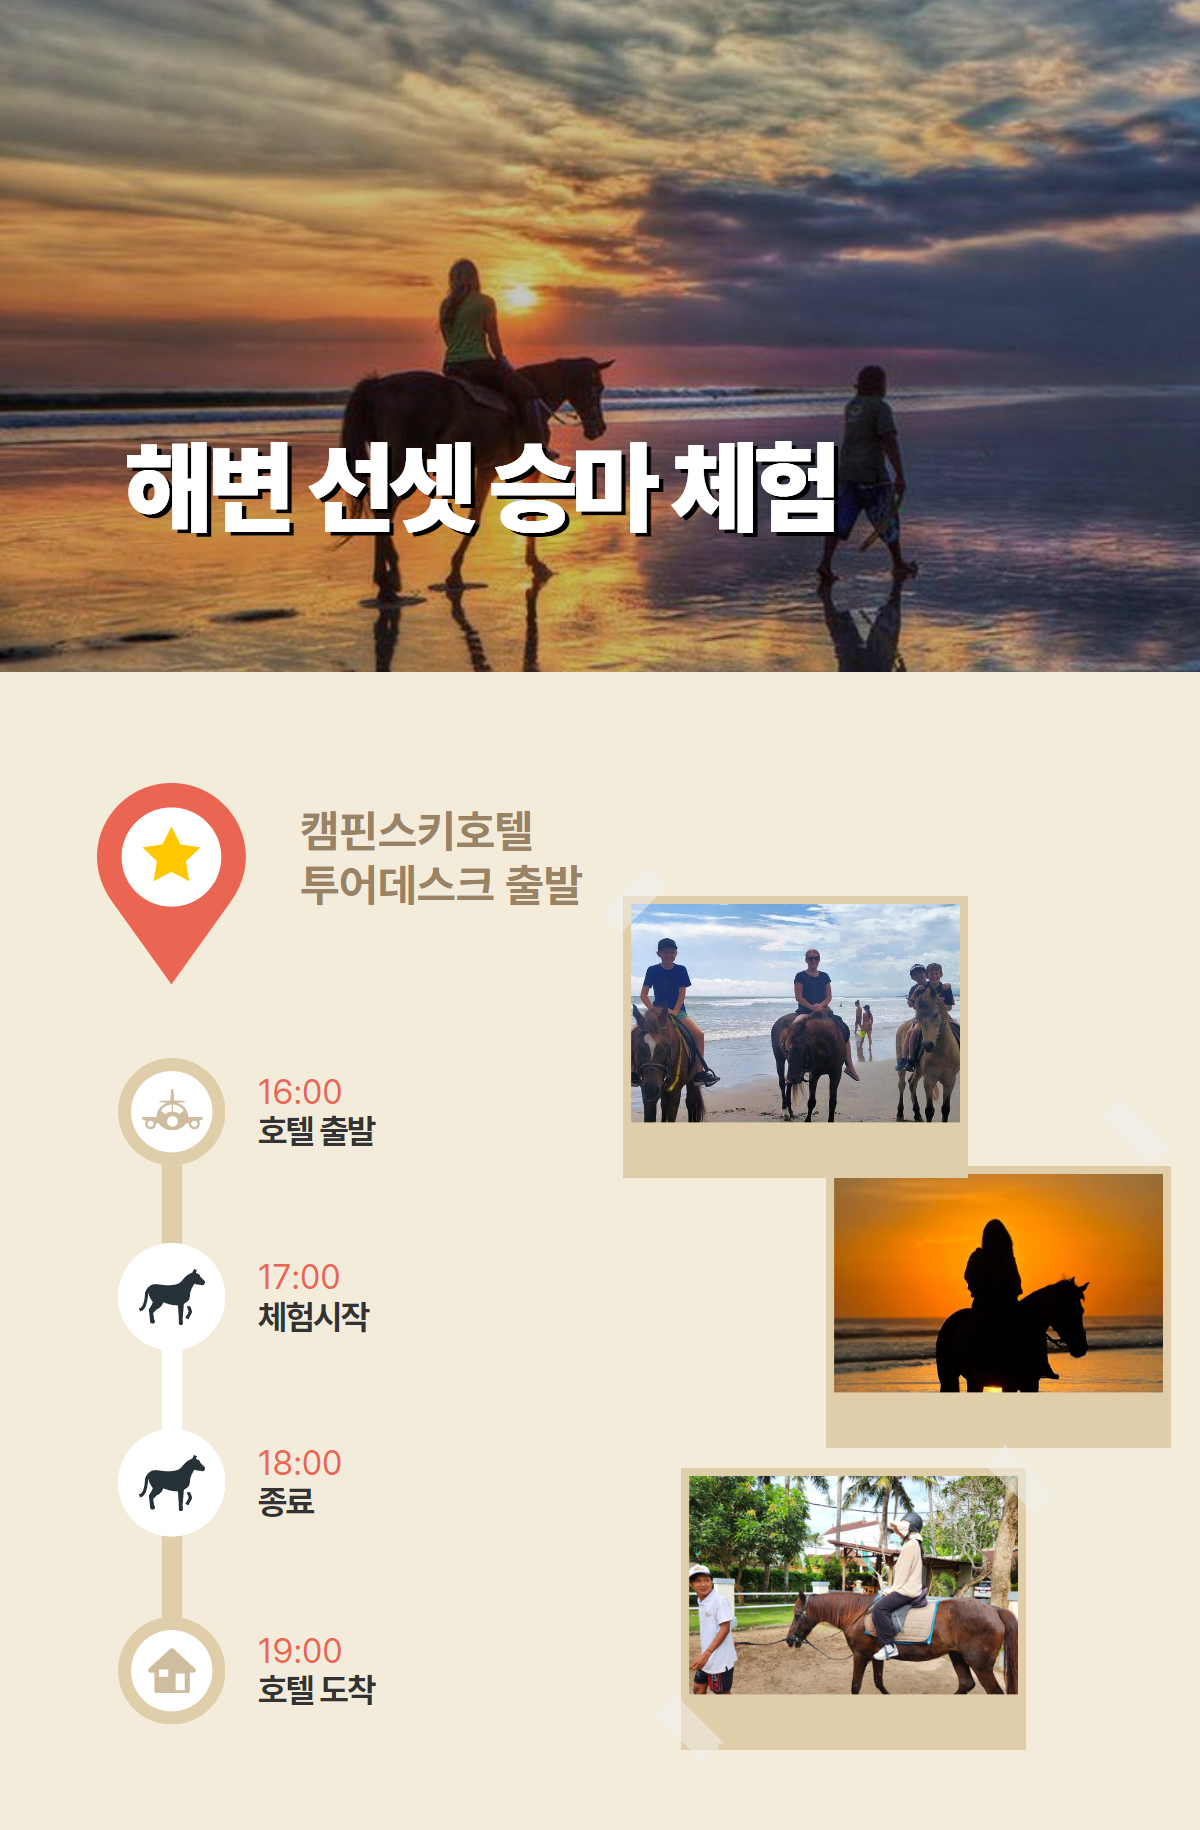 해변 선셋 승마 체험
캠핀스키호텔
투어데스크 출발
16:00
호텔 출발
17:00
체험시작
18:00
종료
19:00
호텔 도착